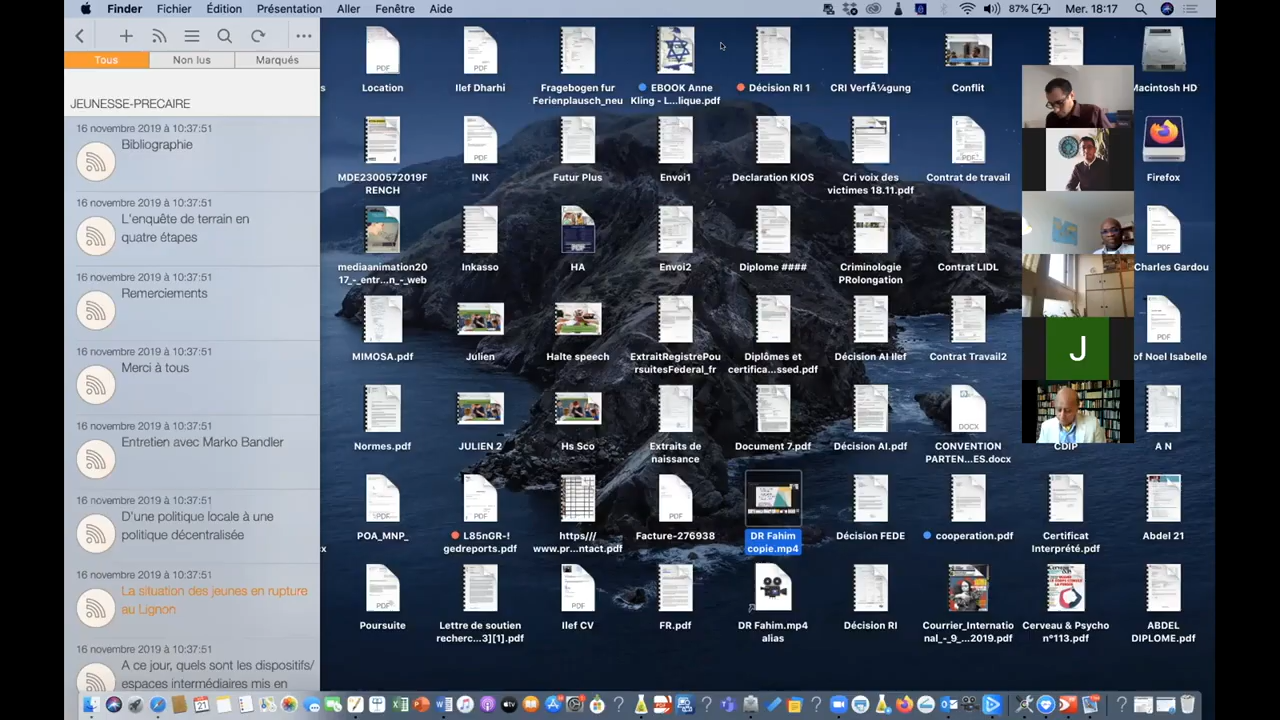 Finder Fichier Édition Présentation Aller Fenêtre Aide 87% Mer. 18:17
Tous Non lus Marqués
JEUNESSE-PRECARE
16 novembre 2019 à 10:37:51
Bibliographie
16 novembre 2019 à 10:37:51
L'enquête de terrain en
quatre étapes
16 novembre 2019 à 10:37:51
Remerciements
16 novembre 2019 à 10:37:51
Merci à tous
16 novembre 2019 à 10:37:51
Entretien avec Marko Bandler
16 novembre 2019 à 10:37:51
D'une politique locale à une
politique décentralisée
16 novembre 2019 à 10:37:51
La situation des jeunes en rupture
au Lignon
16 novembre 2019 à 10:37:51
A ce jour, quels sont les dispositifs/
espaces intermédiaires mis en
Location
Ilef Dharhi
Fragebogen fur
Ferienplausch_neu
EBOOK Anne
Kling - L...lique.pdf
Décision RI 1
CRI VerfÃ¼gung
Conflit
Macintosh HD
MDE2300572019F
RENCH
INK
Futur Plus
Envoi1
Declaration KIOS
Cri voix des
victimes 18.11.pdf
Contrat de travail
Firefox
mediaanimation20
17_-_entr..._n-_-web
Inkasso
HA
Envoi2
Diplome ####
Criminologie
PRolongation
Contrat LIDL
Charles Gardou
MIMOSA.pdf
Julien
Halte speech
ExtraitRegistrePou
rsuitesFederal_fr
Diplômes et
certifica...ssed.pdf
Décision AI Ilef
Contrat Travail2
J
of Noel Isabelle
Normes.pdf
JULIEN 2
Hs Sco
Extraits de
naissance
Document 7.pdf
Décision AI.pdf
DOCX
CONVENTION
PARTEN...ES.docx
CDIP
A N
POA_MNP_
L85nGR-!
gedreports.pdf
https///
www.pr...ntact.pdf
Facture-276938
DR Fahim
copie.mp4
Décision FEDE
cooperation.pdf
Certificat
Interprété.pdf
Abdel 21
Poursuite
Lettre de soutien
recherc...3][1].pdf
Ilef CV
FR.pdf
DR Fahim.mp4
alias
Décision RI
Courrier_Internatio
nal_-_9_...2019.pdf
Cerveau & Psycho
n°113.pdf
ABDEL
DIPLOME.pdf